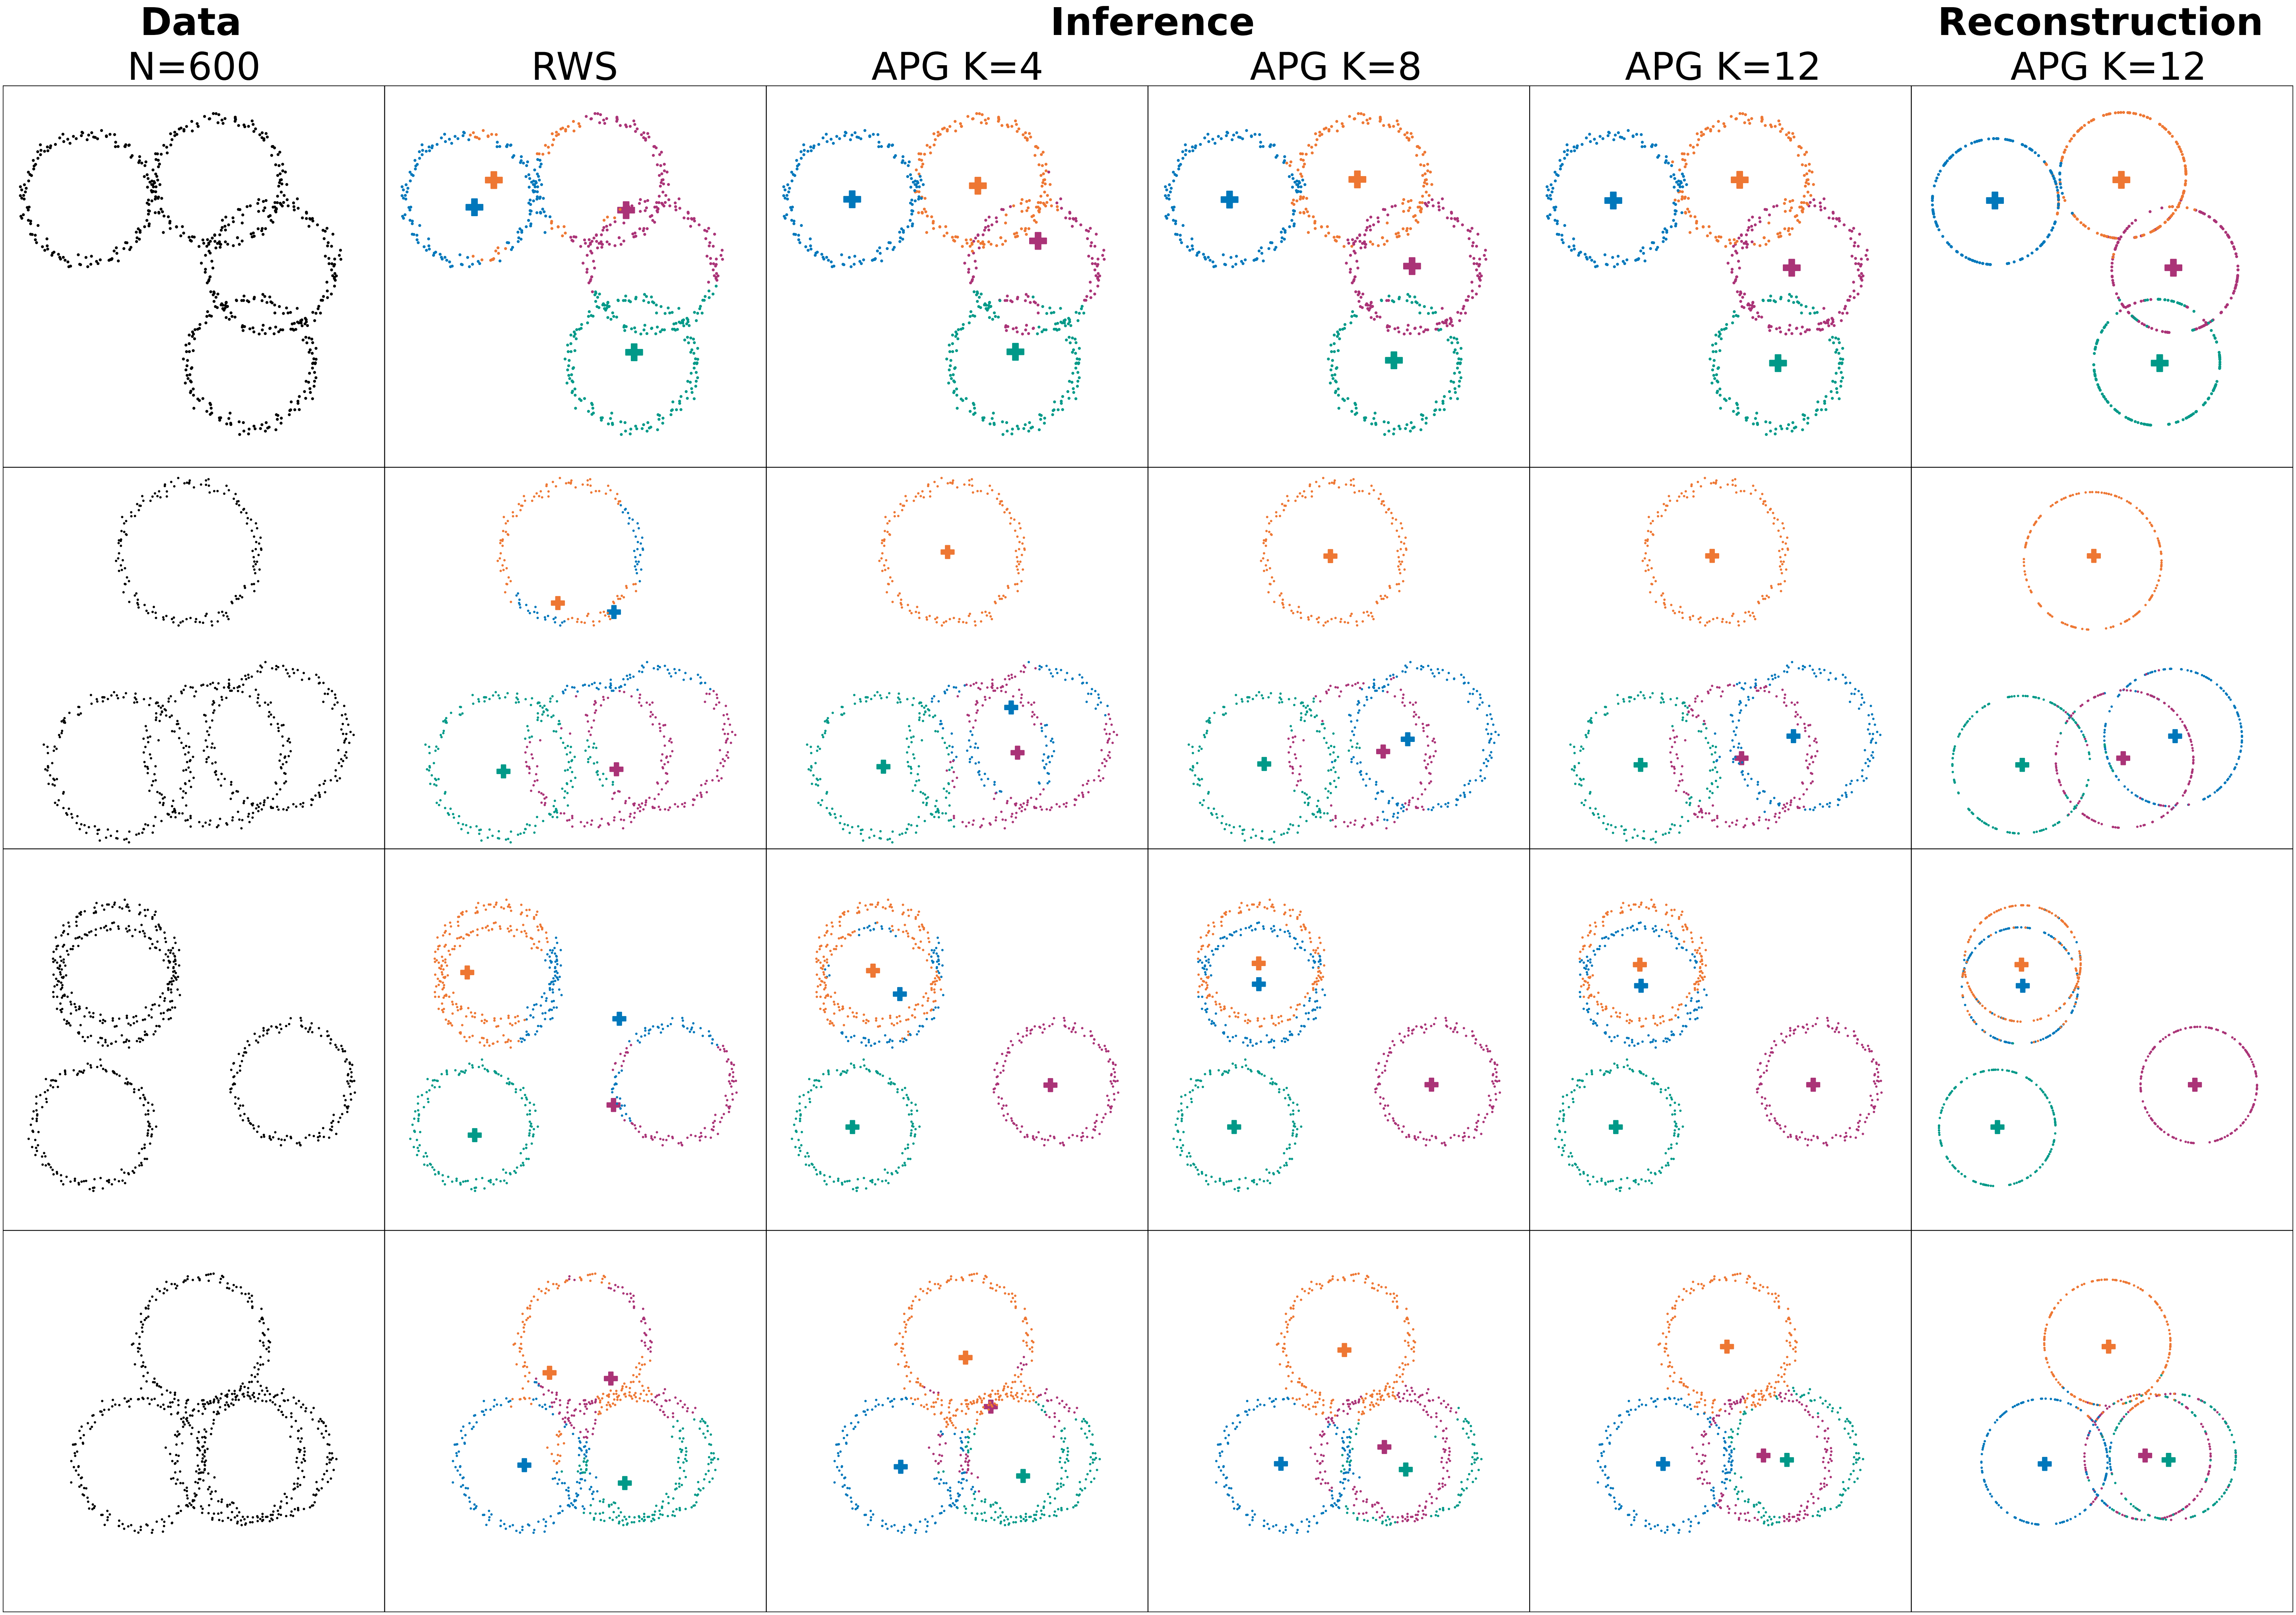 Data Inference Reconstruction
N=600 RWS APG K=4 APG K=8 APG K=12 APG K=12